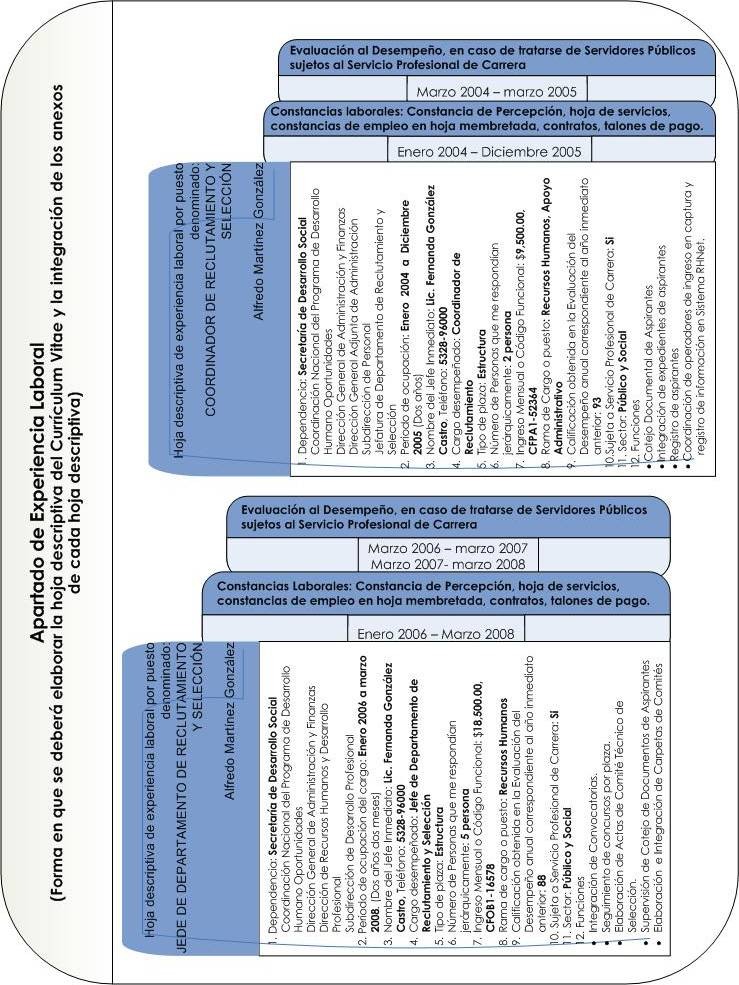 Apartado de Experiencia Laboral
(Forma en que se deberá elaborar la hoja descriptiva del Currículum Vitae y la integración de los anexos
de cada hoja descriptiva)
Hoja descriptiva de experiencia laboral por puesto
denominado:
JEDE DE DEPARTAMENTO DE RECLUTAMIENTO
Y SELECCIÓN
Alfredo Martínez González
1. Dependencia: Secretaría de Desarrollo Social
Coordinación Nacional del Programa de Desarrollo
Humano Oportunidades
Dirección General de Administración y Finanzas
Dirección de Recursos Humanos y Desarrollo
Profesional
Subdirección de Desarrollo Profesional
2. Periodo de ocupación del cargo: Enero 2006 a marzo
2008. (Dos años dos meses)
3. Nombre del Jefe Inmediato: Lic. Fernanda González
Castro, Teléfono: 5328-96000
4. Cargo desempeñado: Jefe de Departamento de
Reclutamiento y Selección
5. Tipo de plaza: Estructura
6. Número de Personas que me respondían
jerárquicamente: 5 persona
7. Ingreso Mensual o Código Funcional: $18,500.00,
CFOB1-16578
8. Rama de cargo o puesto: Recursos Humanos
9. Calificación obtenida en la Evaluación del
Desempeño anual correspondiente al año inmediato
anterior: 88
10. Sujeta a Servicio Profesional de Carrera: Si
11. Sector: Público y Social
12. Funciones
• Integración de Convocatorias.
• Seguimiento de concursos por plaza.
• Elaboración de Actas de Comité Técnico de
Selección.
• Supervisión de Cotejo de Documentos de Aspirantes
• Elaboración e Integración de Carpetas de Comités
Constancias Laborales: Constancia de Percepción, hoja de servicios,
constancias de empleo en hoja membretada, contratos, talones de pago.
Enero 2006 – Marzo 2008
Evaluación al Desempeño, en caso de tratarse de Servidores Públicos
sujetos al Servicio Profesional de Carrera
Marzo 2006 – marzo 2007
Marzo 2007- marzo 2008
Hoja descriptiva de experiencia laboral por puesto
denominado:
COORDINADOR DE RECLUTAMIENTO Y
SELECCIÓN
Alfredo Martínez González
1. Dependencia: Secretaría de Desarrollo Social
Coordinación Nacional del Programa de Desarrollo
Humano Oportunidades
Dirección General de Administración y Finanzas
Dirección General Adjunta de Administración
Subdirección de Personal
Jefatura de Departamento de Reclutamiento y
Selección
2. Periodo de ocupación: Enero 2004 a Diciembre
2005 (Dos años)
3. Nombre del Jefe Inmediato: Lic. Fernanda González
Castro, Teléfono: 5328-96000
4. Cargo desempeñado: Coordinador de
Reclutamiento
5. Tipo de plaza: Estructura
6. Número de Personas que me respondían
jerárquicamente: 2 persona
7. Ingreso Mensual o Código Funcional: $9,500.00,
CFPA1-52364
8. Rama de Cargo o puesto: Recursos Humanos, Apoyo
Administrativo
9. Calificación obtenida en la Evaluación del
Desempeño anual correspondiente al año inmediato
anterior: 93
10.Sujeta a Servicio Profesional de Carrera: Si
11. Sector: Público y Social
12. Funciones
• Cotejo Documental de Aspirantes
• Integración de expedientes de aspirantes
• Registro de aspirantes
• Coordinación de operadores de ingreso en captura y
registro de información en Sistema RHNet.
Constancias laborales: Constancia de Percepción, hoja de servicios,
constancias de empleo en hoja membretada, contratos, talones de pago.
Enero 2004 – Diciembre 2005
Evaluación al Desempeño, en caso de tratarse de Servidores Públicos
sujetos al Servicio Profesional de Carrera
Marzo 2004 – marzo 2005